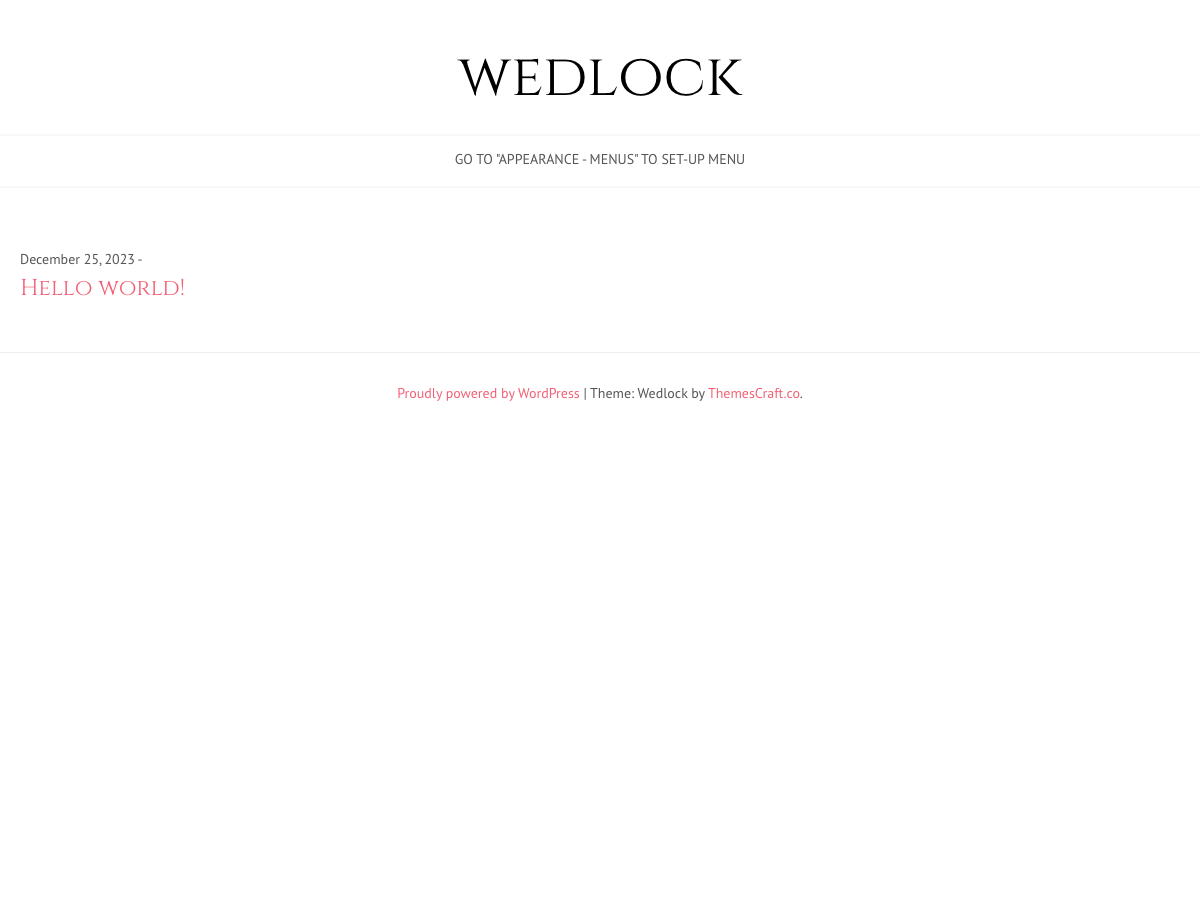 WEDLOCK
GO TO "APPEARANCE - MENUS" TO SET-UP MENU
December 25, 2023 -
Hello world!
Proudly powered by WordPress | Theme: Wedlock by ThemesCraft.co.